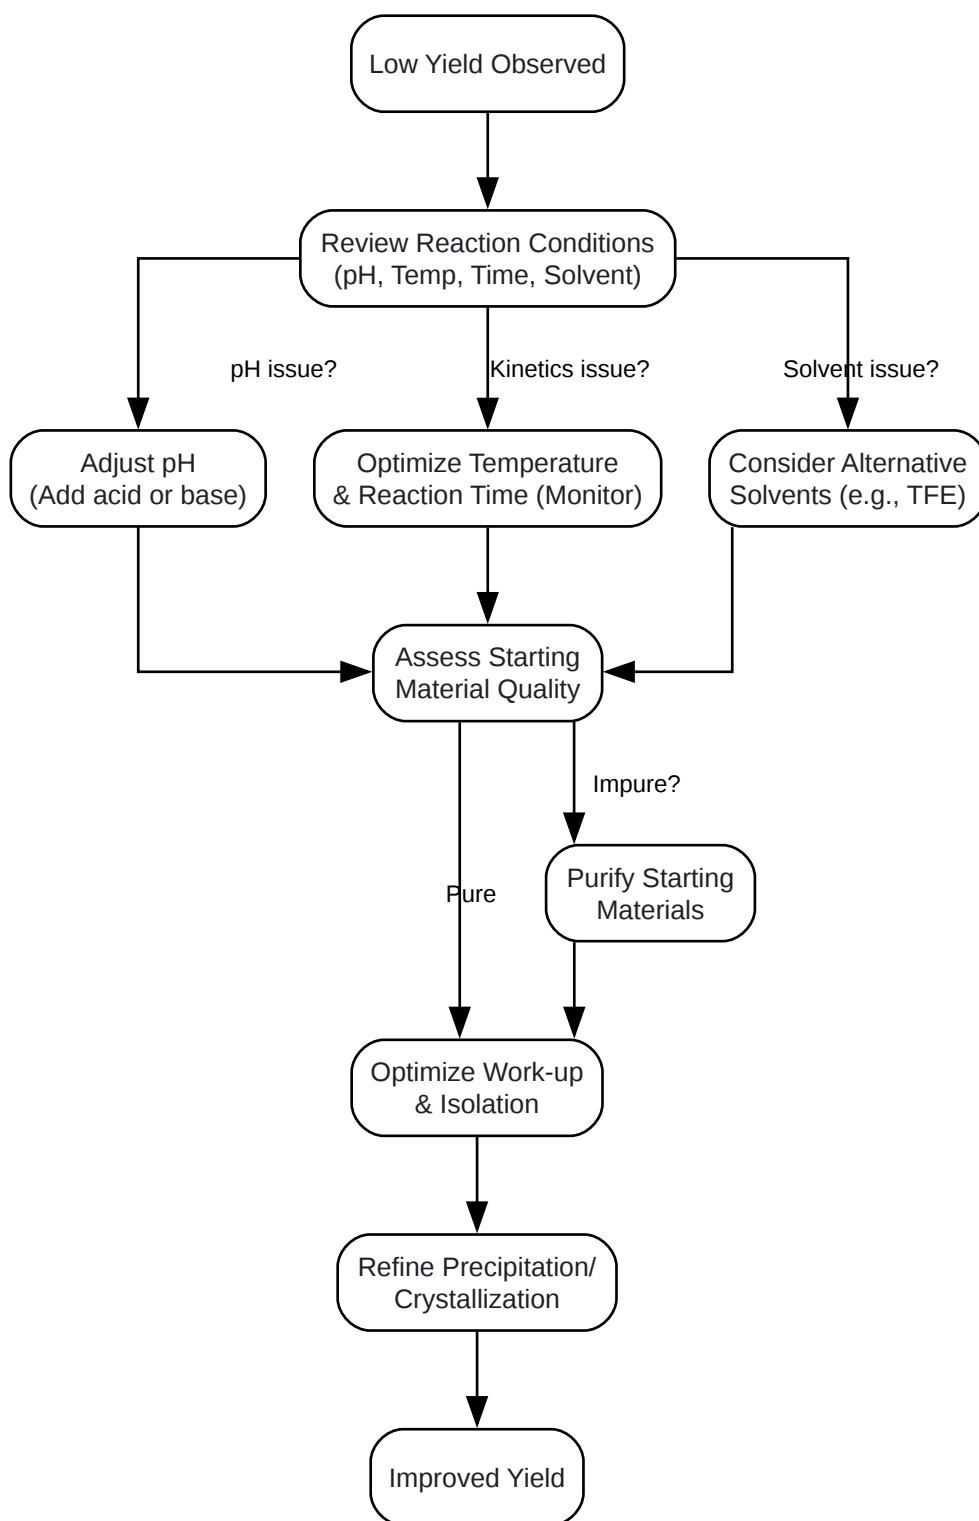 Low Yield Observed
Review Reaction Conditions
(pH, Temp, Time, Solvent)
pH issue?
Kinetics issue?
Solvent issue?
Adjust pH
(Add acid or base)
Optimize Temperature
& Reaction Time (Monitor)
Consider Alternative
Solvents (e.g., TFE)
Assess Starting
Material Quality
Impure?
Pure
Purify Starting
Materials
Optimize Work-up
& Isolation
Refine Precipitation/
Crystallization
Improved Yield